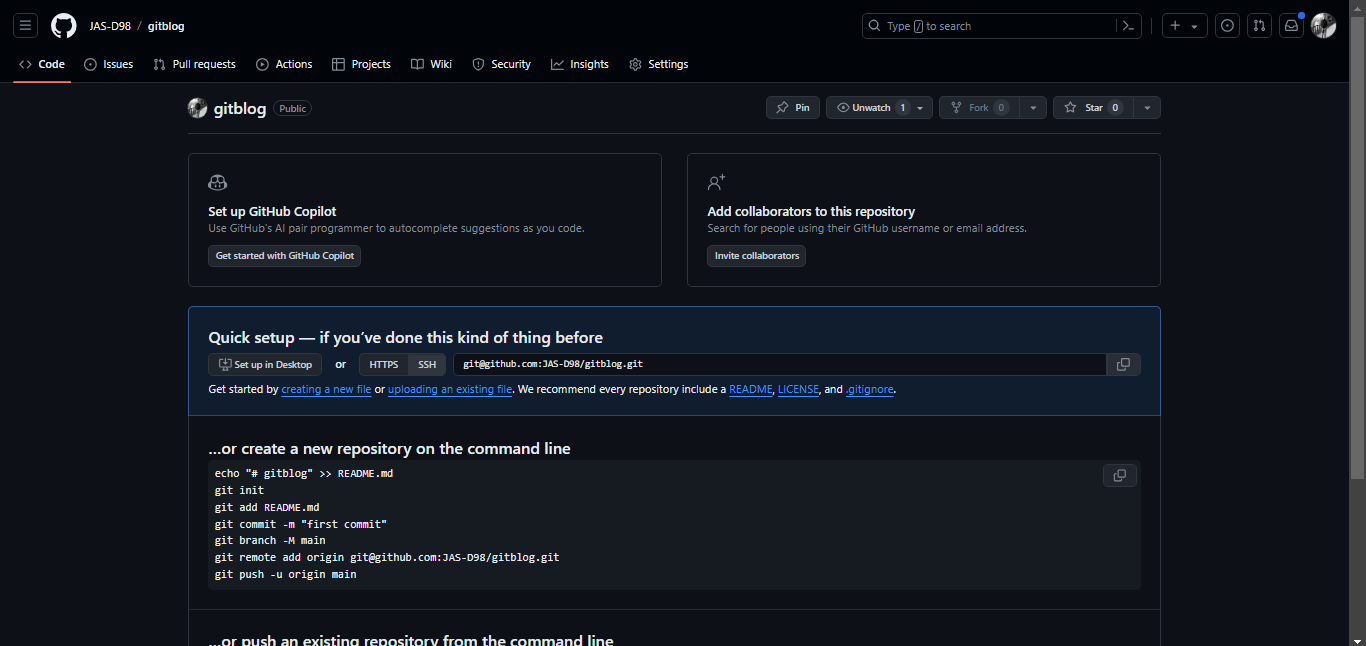 JAS-D98 / gitblog
Type / to search
Code Issues Pull requests Actions Projects Wiki Security Insights Settings
gitblog Public
Pin Unwatch 1 Fork 0 Star 0
Set up GitHub Copilot
Use GitHub's AI pair programmer to autocomplete suggestions as you code.
Get started with GitHub Copilot
Add collaborators to this repository
Search for people using their GitHub username or email address.
Invite collaborators
Quick setup — if you've done this kind of thing before
Set up in Desktop or HTTPS SSH git@github.com:JAS-D98/gitblog.git
Get started by creating a new file or uploading an existing file. We recommend every repository include a README, LICENSE, and .gitignore.
...or create a new repository on the command line
echo "# gitblog" >> README.md
git init
git add README.md
git commit -m "first commit"
git branch -M main
git remote add origin git@github.com:JAS-D98/gitblog.git
git push -u origin main
...or push an existing repository from the command line